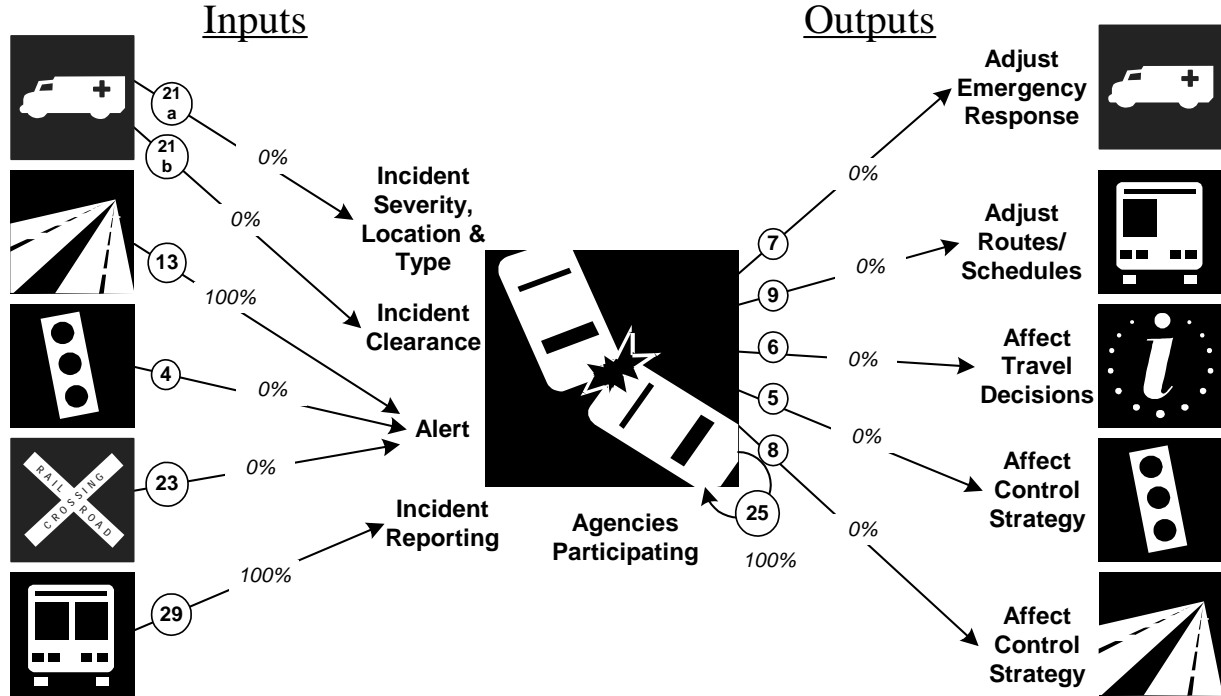 Inputs
Outputs
21
a
21
b
0%
0%
Incident
Severity,
Location &
Type
13
100%
Incident
Clearance
4
0%
Alert
RAIL ROAD
CROSSING
23
0%
29
100%
Incident
Reporting
Agencies
Participating
25
100%
7
0%
Adjust
Emergency
Response
9
0%
Adjust
Routes/
Schedules
6
0%
Affect
Travel
Decisions
i
5
0%
Affect
Control
Strategy
8
0%
Affect
Control
Strategy